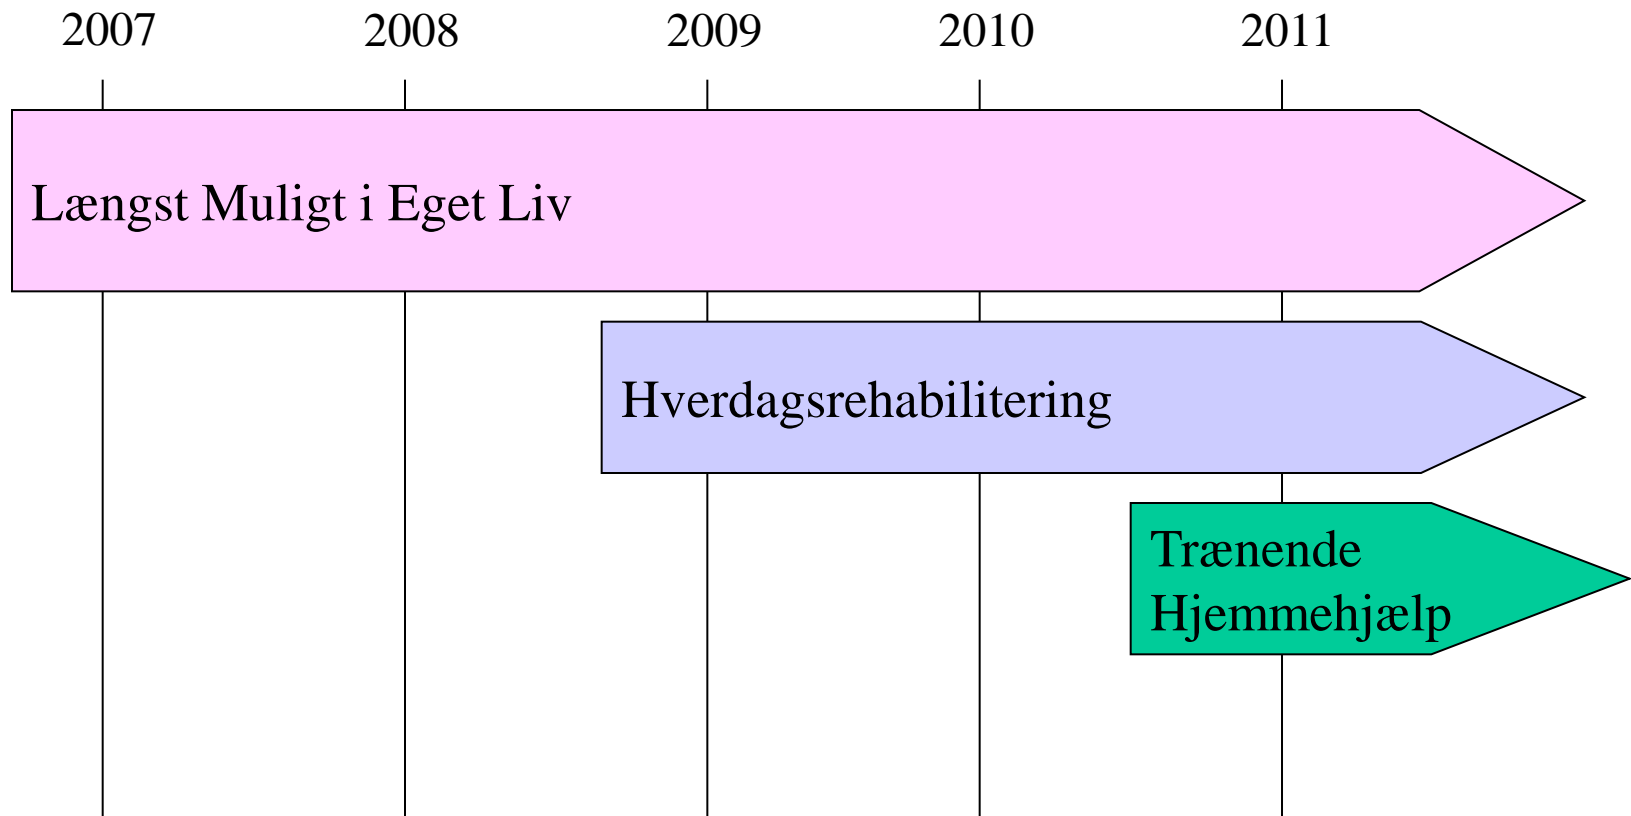 2007 2008 2009 2010 2011
Længst Muligt i Eget Liv
Hverdagsrehabilitering
Trænende
Hjemmehjælp